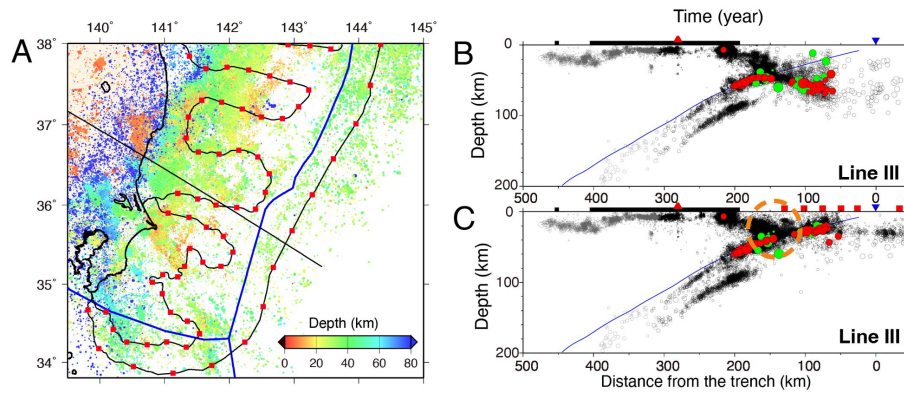 Time (year)
A
140° 141° 142° 143° 144° 145°
38°
37°
36°
35°
34°
Depth (km)
0 20 40 60 80
B
Depth (km)
0
100
200
500 400 300 200 100 0
Line III
C
Depth (km)
0
100
200
500 400 300 200 100 0
Line III
Distance from the trench (km)